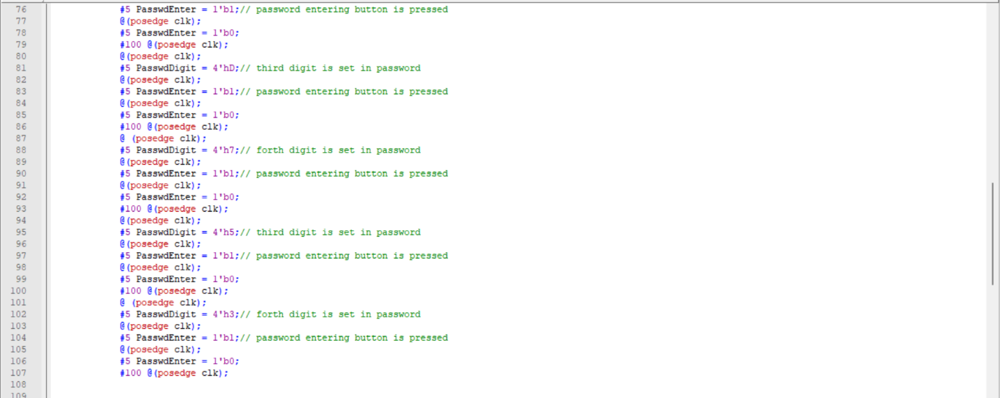 76 #5 PasswdEnter = 1'b1;// password entering button is pressed
77 @(posedge clk);
78 #5 PasswdEnter = 1'b0;
79 #100 @(posedge clk);
80 @(posedge clk);
81 #5 PasswdDigit = 4'hD;// third digit is set in password
82 @(posedge clk);
83 #5 PasswdEnter = 1'b1;// password entering button is pressed
84 @(posedge clk);
85 #5 PasswdEnter = 1'b0;
86 #100 @(posedge clk);
87 @ (posedge clk);
88 #5 PasswdDigit = 4'h7;// forth digit is set in password
89 @(posedge clk);
90 #5 PasswdEnter = 1'b1;// password entering button is pressed
91 @(posedge clk);
92 #5 PasswdEnter = 1'b0;
93 #100 @(posedge clk);
94 @(posedge clk);
95 #5 PasswdDigit = 4'h5;// third digit is set in password
96 @(posedge clk);
97 #5 PasswdEnter = 1'b1;// password entering button is pressed
98 @(posedge clk);
99 #5 PasswdEnter = 1'b0;
100 #100 @(posedge clk);
101 @ (posedge clk);
102 #5 PasswdDigit = 4'h3;// forth digit is set in password
103 @(posedge clk);
104 #5 PasswdEnter = 1'b1;// password entering button is pressed
105 @(posedge clk);
106 #5 PasswdEnter = 1'b0;
107 #100 @(posedge clk);
108
109